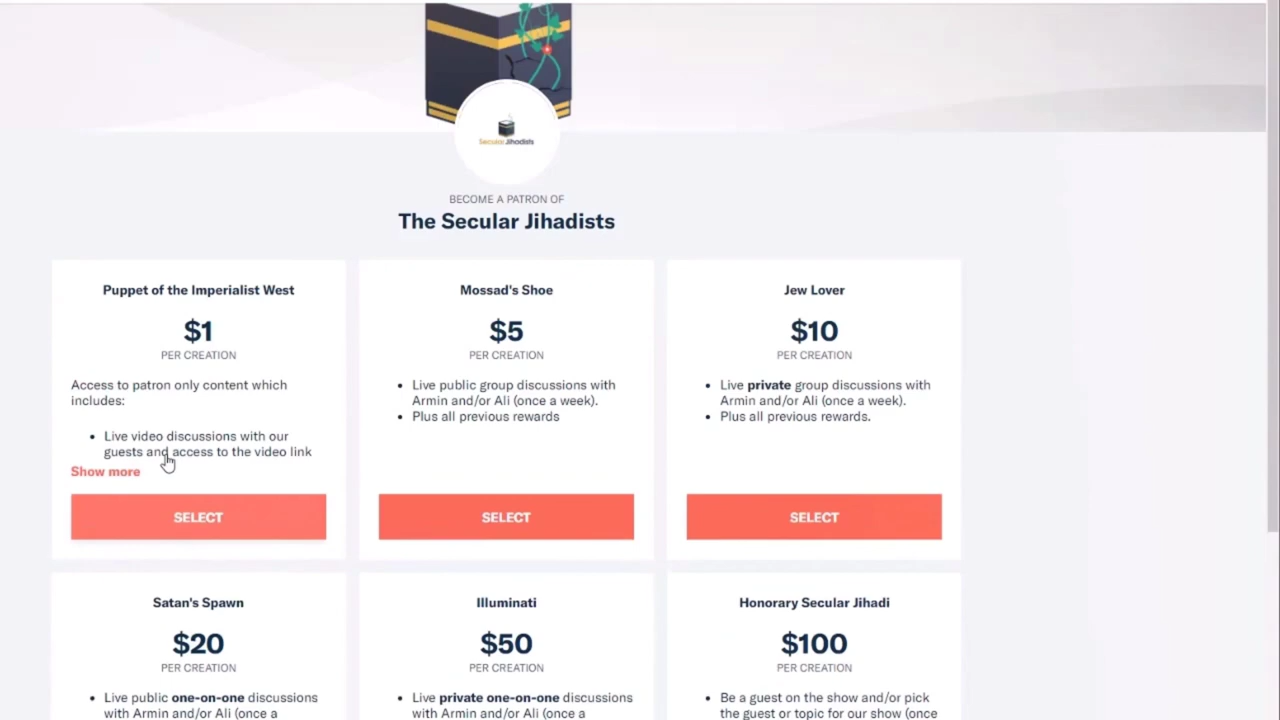 Secular Jihadists
BECOME A PATRON OF
The Secular Jihadists
Puppet of the Imperialist West
$1
PER CREATION
Access to patron only content which
includes:
• Live video discussions with our
guests and access to the video link
Show more
SELECT
Mossad's Shoe
$5
PER CREATION
• Live public group discussions with
Armin and/or Ali (once a week).
• Plus all previous rewards
SELECT
Jew Lover
$10
PER CREATION
• Live private group discussions with
Armin and/or Ali (once a week).
• Plus all previous rewards.
SELECT
Satan's Spawn
$20
PER CREATION
• Live public one-on-one discussions
with Armin and/or Ali (once a
Illuminati
$50
PER CREATION
• Live private one-on-one discussions
with Armin and/or Ali (once a
Honorary Secular Jihadi
$100
PER CREATION
• Be a guest on the show and/or pick
the guest or topic for our show (once